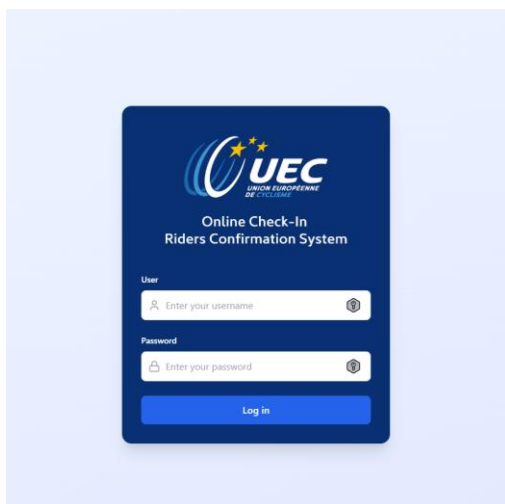 UEC
UNION EUROPÉENNE
DE CYCLISME
Online Check-In
Riders Confirmation System
User
Enter your username
Password
Enter your password
Log in